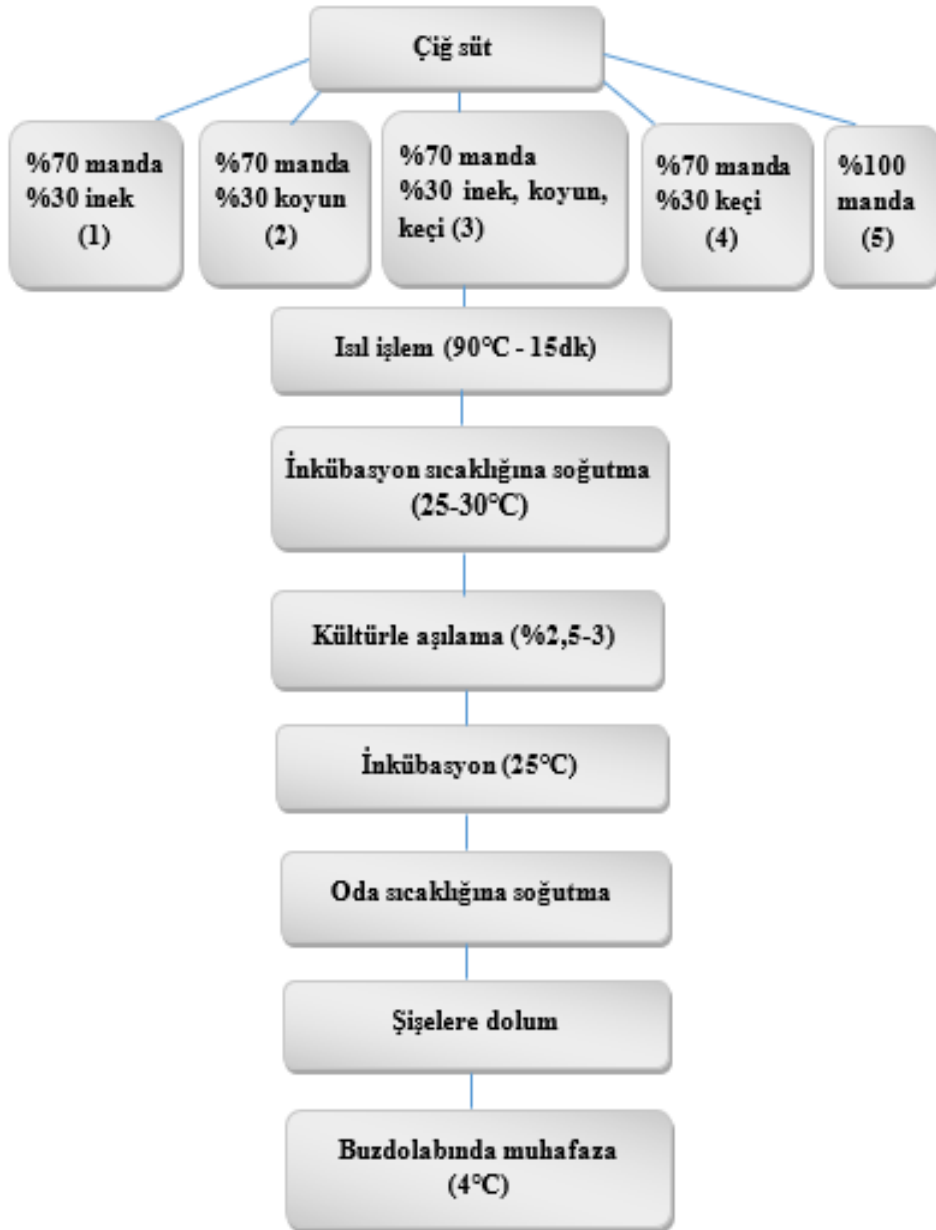 Çiğ süt
%70 manda
%30 inek
(1)
%70 manda
%30 koyun
(2)
%70 manda
%30 inek, koyun,
keçi (3)
%70 manda
%30 keçi
(4)
%100
manda
(5)
Isıl işlem (90°C - 15dk)
İnkübasyon sıcaklığına soğutma
(25-30°C)
Kültürle aşılama (%2,5-3)
İnkübasyon (25°C)
Oda sıcaklığına soğutma
Şişelere dolum
Buzdolabında muhafaza
(4°C)